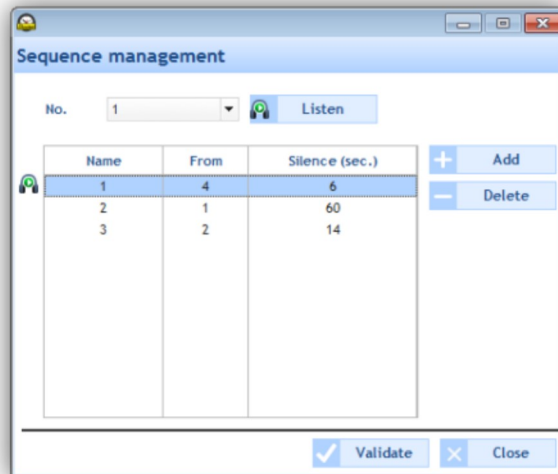 Sequence management
No. 1 Listen
Name From Silence (sec.) Add
1 4 6
Delete
2 1 60
3 2 14
Validate Close